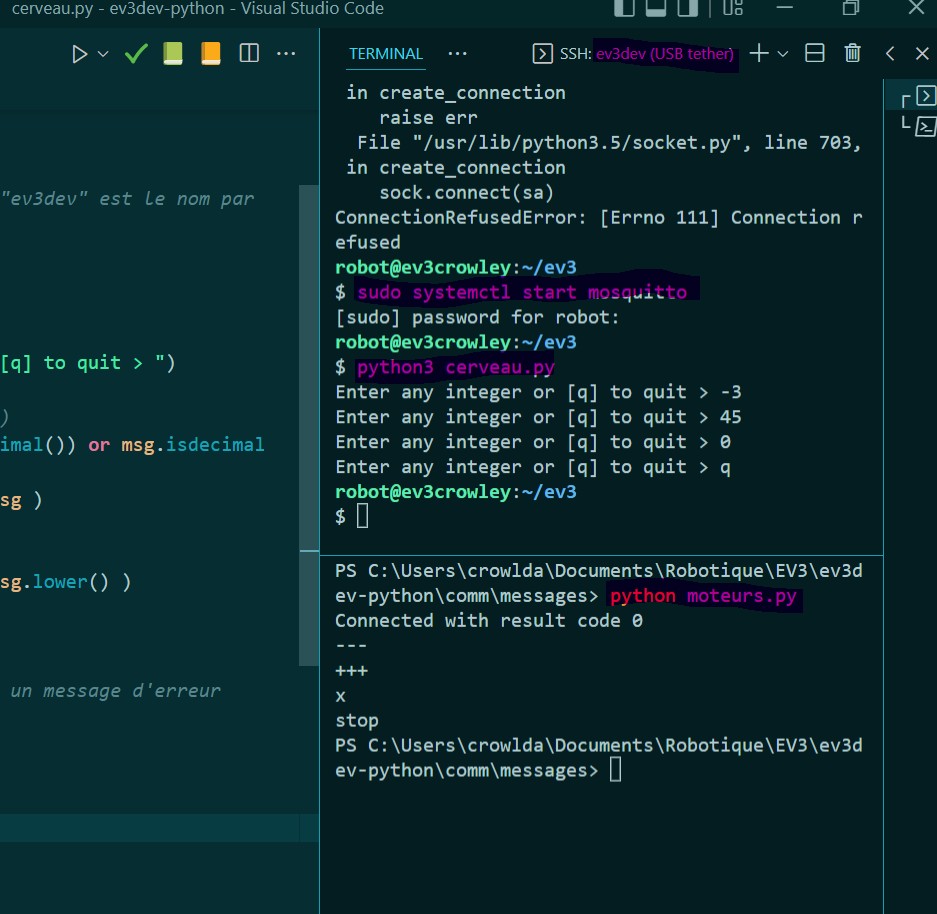 cerveau.py - ev3dev-python - Visual Studio Code
TERMINAL
SSH: ev3dev (USB tether)
"ev3dev" est le nom par
[q] to quit > ")
)
imal()) or msg.isdecimal
sg )
sg.lower() )
un message d'erreur
in create_connection
raise err
File "/usr/lib/python3.5/socket.py", line 703,
in create_connection
sock.connect(sa)
ConnectionRefusedError: [Errno 111] Connection r
efused
robot@ev3crowley:~/ev3
$ sudo systemctl start mosquitto
[sudo] password for robot:
robot@ev3crowley:~/ev3
$ python3 cerveau.py
Enter any integer or [q] to quit > -3
Enter any integer or [q] to quit > 45
Enter any integer or [q] to quit > 0
Enter any integer or [q] to quit > q
robot@ev3crowley:~/ev3
$
PS C:\Users\crowlda\Documents\Robotique\EV3\ev3d
ev-python\comm\messages> python moteurs.py
Connected with result code 0
---
+++
x
stop
PS C:\Users\crowlda\Documents\Robotique\EV3\ev3d
ev-python\comm\messages>